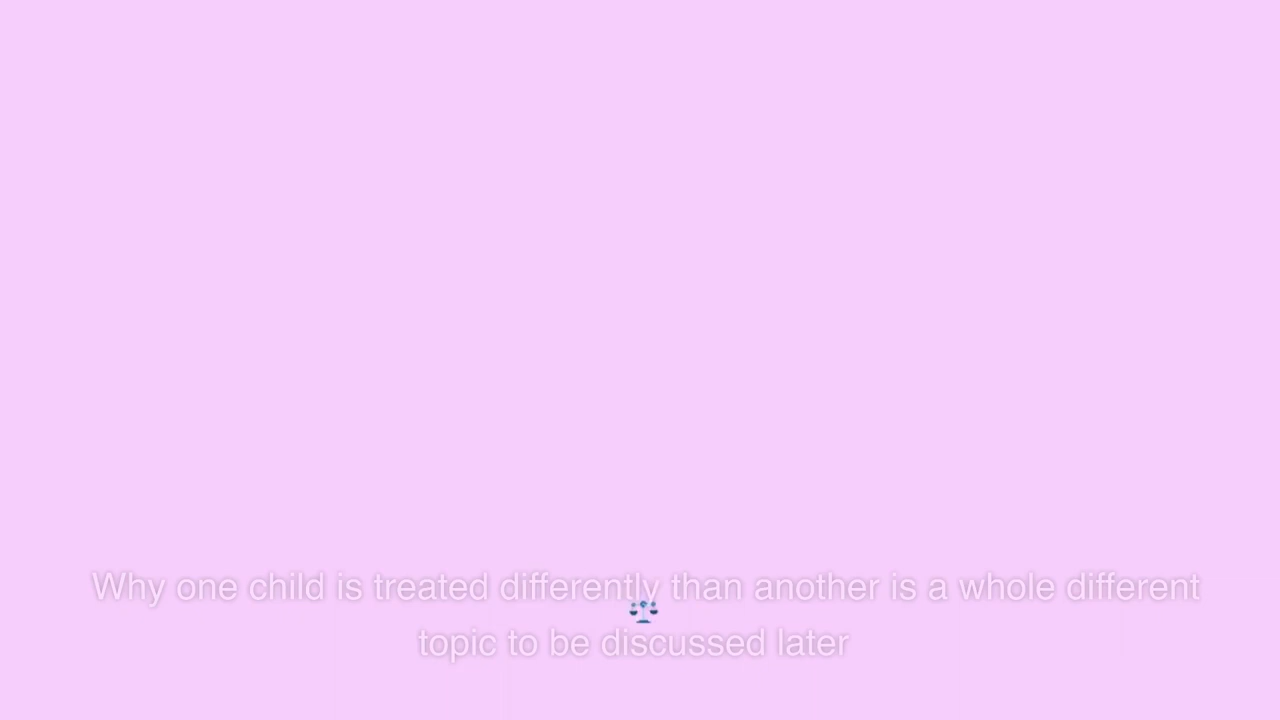 Why one child is treated differently than another is a whole different
topic to be discussed later